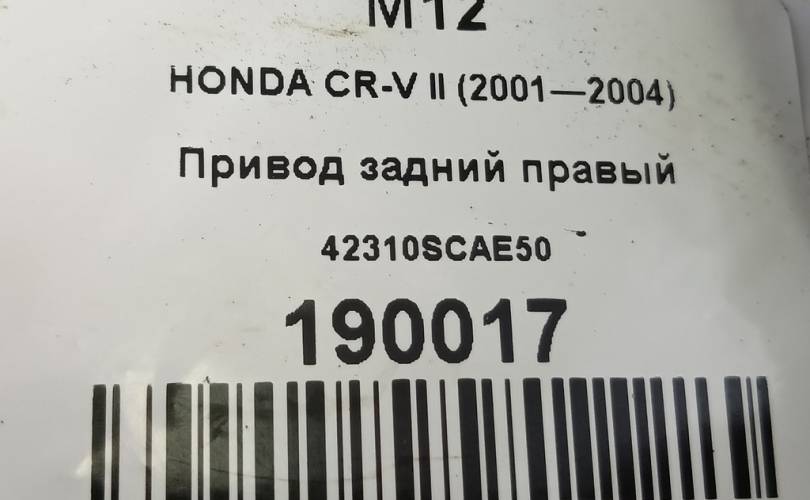 M12
HONDA CR-V II (2001—2004)
Привод задний правый
42310SCAE50
190017